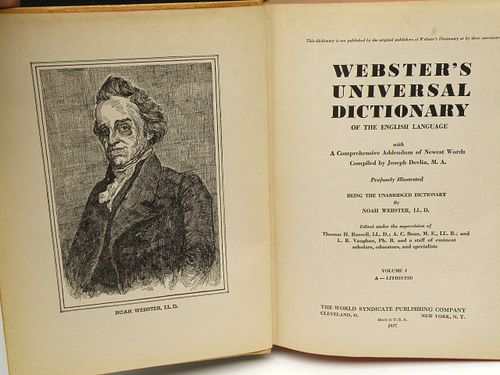 NOAH WEBSTER, LL. D.
This dictionary is not published by the original publishers of Webster's Dictionary or by their successors
WEBSTER'S
UNIVERSAL
DICTIONARY
OF THE ENGLISH LANGUAGE
with
A Comprehensive Addendum of Newest Words
Compiled by Joseph Devlin, M. A.
Profusely Illustrated
BEING THE UNABRIDGED DICTIONARY
By
NOAH WEBSTER, LL. D.
Edited under the supervision of
Thomas H. Russell, LL. D.; A. C. Bean, M. E., LL. B.; and
L. B. Vaughan, Ph. B. and a staff of eminent
scholars, educators, and specialists
VOLUME I
A—LITHISTID
THE WORLD SYNDICATE PUBLISHING COMPANY
CLEVELAND, O. NEW YORK, N. Y.
Made in U. S. A.
1937